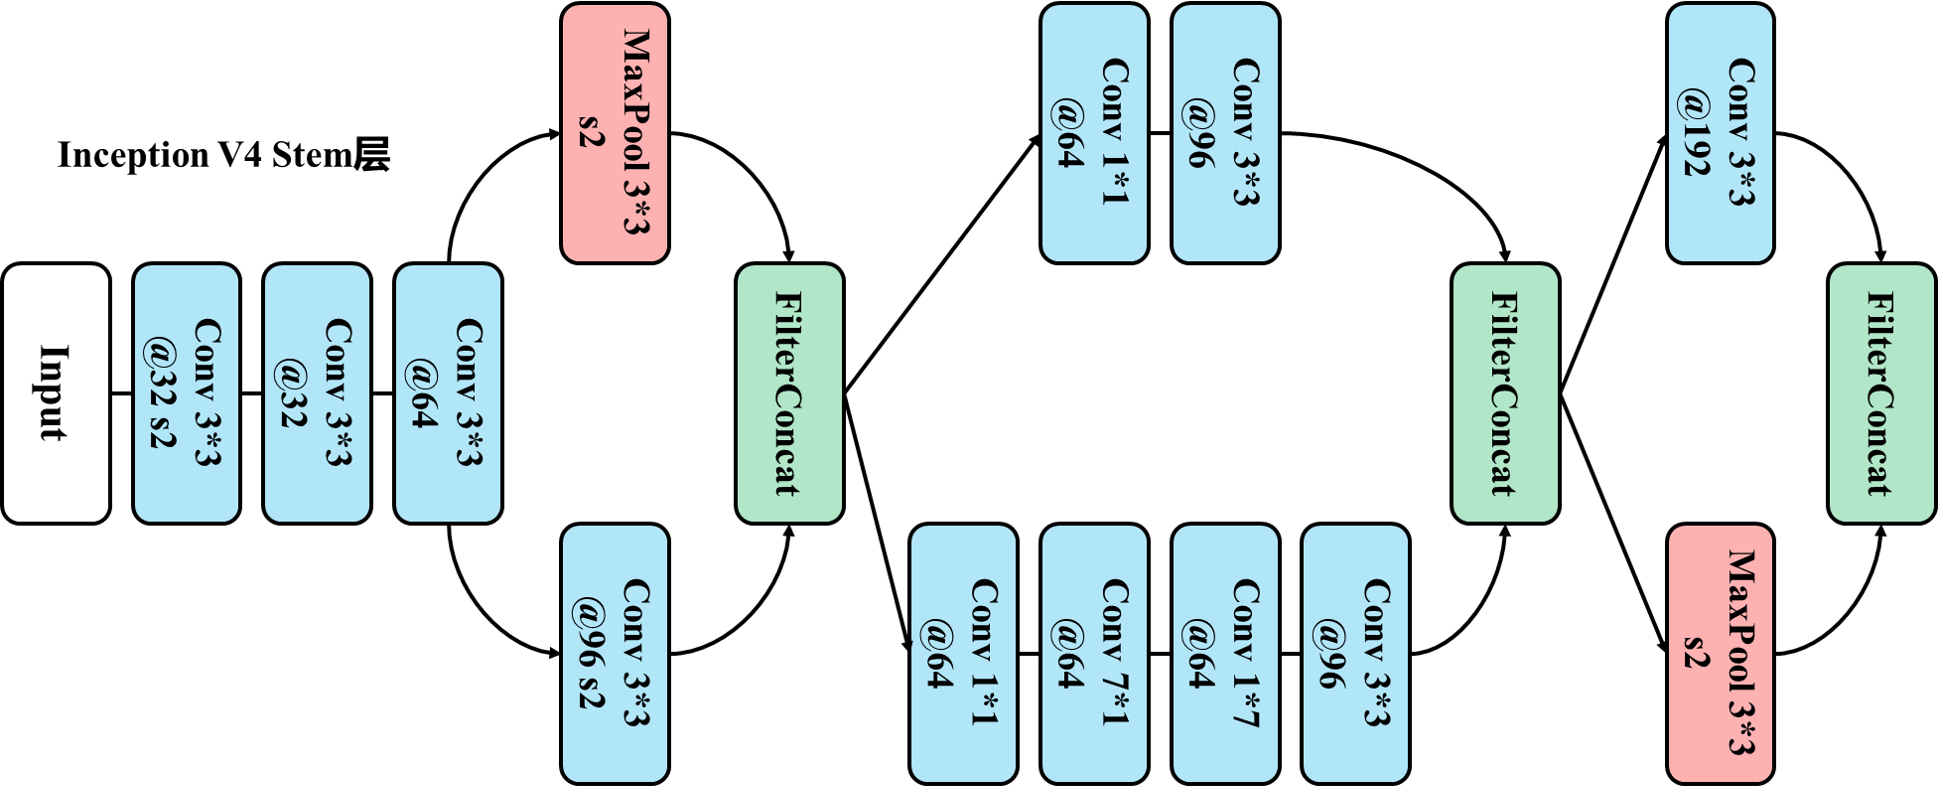 Inception V4 Stem层
Input
Conv 3*3
@32 s2
Conv 3*3
@32
Conv 3*3
@64
MaxPool 3*3
s2
Conv 3*3
@96 s2
FilterConcat
Conv 1*1
@64
Conv 3*3
@96
Conv 1*1
@64
Conv 7*1
@64
Conv 1*7
@64
Conv 3*3
@96
FilterConcat
Conv 3*3
@192
MaxPool 3*3
s2
FilterConcat